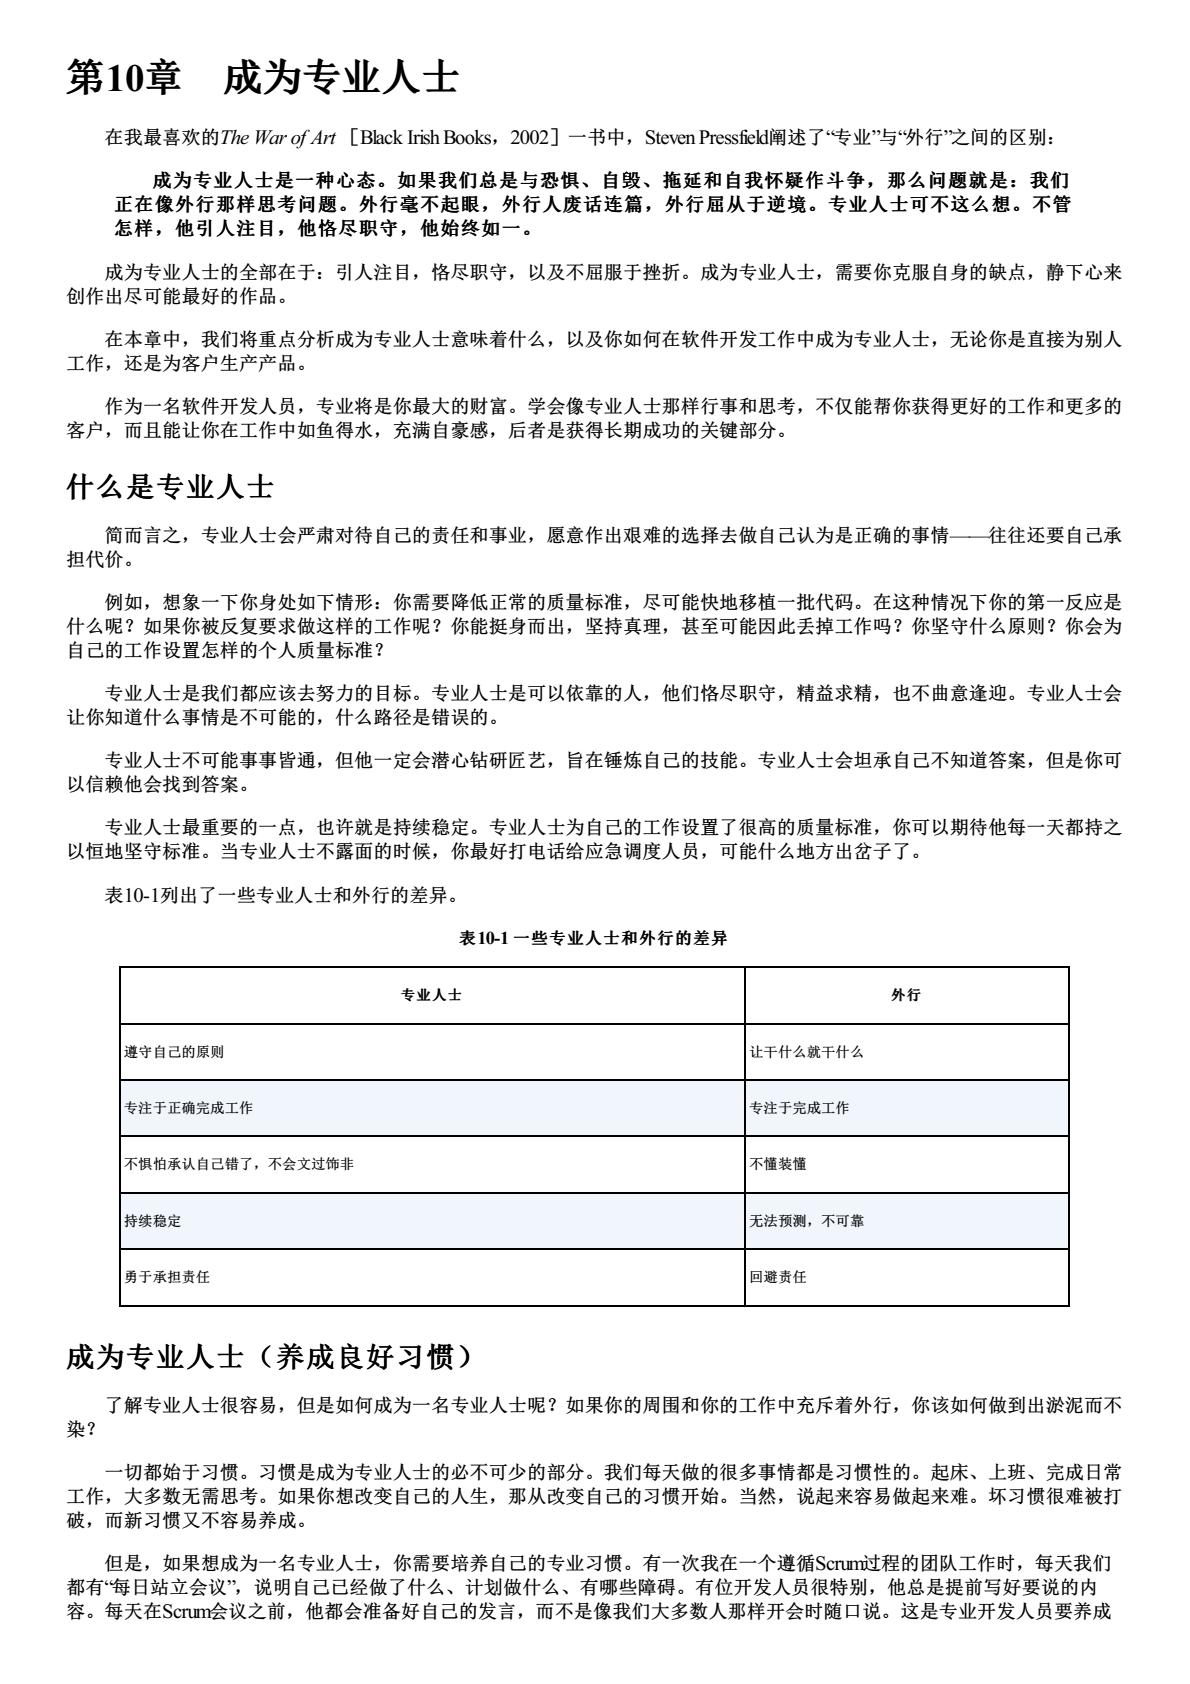 第10章　成为专业人士
在我最喜欢的The War of Art［Black Irish Books，2002］一书中，Steven Pressfield阐述了“专业”与“外行”之间的区别：
成为专业人士是一种心态。如果我们总是与恐惧、自毁、拖延和自我怀疑作斗争，那么问题就是：我们
正在像外行那样思考问题。外行毫不起眼，外行人废话连篇，外行屈从于逆境。专业人士可不这么想。不管
怎样，他引人注目，他恪尽职守，他始终如一。
成为专业人士的全部在于：引人注目，恪尽职守，以及不屈服于挫折。成为专业人士，需要你克服自身的缺点，静下心来
创作出尽可能最好的作品。
在本章中，我们将重点分析成为专业人士意味着什么，以及你如何在软件开发工作中成为专业人士，无论你是直接为别人
工作，还是为客户生产产品。
作为一名软件开发人员，专业将是你最大的财富。学会像专业人士那样行事和思考，不仅能帮你获得更好的工作和更多的
客户，而且能让你在工作中如鱼得水，充满自豪感，后者是获得长期成功的关键部分。
什么是专业人士
简而言之，专业人士会严肃对待自己的责任和事业，愿意作出艰难的选择去做自己认为是正确的事情——往往还要自己承
担代价。
例如，想象一下你身处如下情形：你需要降低正常的质量标准，尽可能快地移植一批代码。在这种情况下你的第一反应是
什么呢？如果你被反复要求做这样的工作呢？你能挺身而出，坚持真理，甚至可能因此丢掉工作吗？你坚守什么原则？你会为
自己的工作设置怎样的个人质量标准？
专业人士是我们都应该去努力的目标。专业人士是可以依靠的人，他们恪尽职守，精益求精，也不曲意逢迎。专业人士会
让你知道什么事情是不可能的，什么路径是错误的。
专业人士不可能事事皆通，但他一定会潜心钻研匠艺，旨在锤炼自己的技能。专业人士会坦承自己不知道答案，但是你可
以信赖他会找到答案。
专业人士最重要的一点，也许就是持续稳定。专业人士为自己的工作设置了很高的质量标准，你可以期待他每一天都持之
以恒地坚守标准。当专业人士不露面的时候，你最好打电话给应急调度人员，可能什么地方出岔子了。
表10-1列出了一些专业人士和外行的差异。
表10-1 一些专业人士和外行的差异
专业人士　外行
遵守自己的原则　让干什么就干什么
专注于正确完成工作　专注于完成工作
不惧怕承认自己错了，不会文过饰非　不懂装懂
持续稳定　无法预测，不可靠
勇于承担责任　回避责任
成为专业人士（养成良好习惯）
了解专业人士很容易，但是如何成为一名专业人士呢？如果你的周围和你的工作中充斥着外行，你该如何做到出淤泥而不
染？
一切都始于习惯。习惯是成为专业人士的必不可少的部分。我们每天做的很多事情都是习惯性的。起床、上班、完成日常
工作，大多数无需思考。如果你想改变自己的人生，那从改变自己的习惯开始。当然，说起来容易做起来难。坏习惯很难被打
破，而新习惯又不容易养成。
但是，如果想成为一名专业人士，你需要培养自己的专业习惯。有一次我在一个遵循Scrum过程的团队工作时，每天我们
都有“每日站立会议”，说明自己已经做了什么、计划做什么、有哪些障碍。有位开发人员很特别，他总是提前写好要说的内
容。每天在Scrum会议之前，他都会准备好自己的发言，而不是像我们大多数人那样开会时随口说。这是专业开发人员要养成